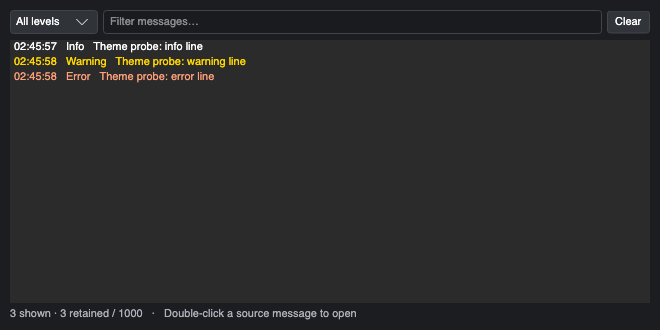 All levels Filter messages… Clear
02:45:57 Info Theme probe: info line
02:45:58 Warning Theme probe: warning line
02:45:58 Error Theme probe: error line
3 shown · 3 retained / 1000 · Double-click a source message to open